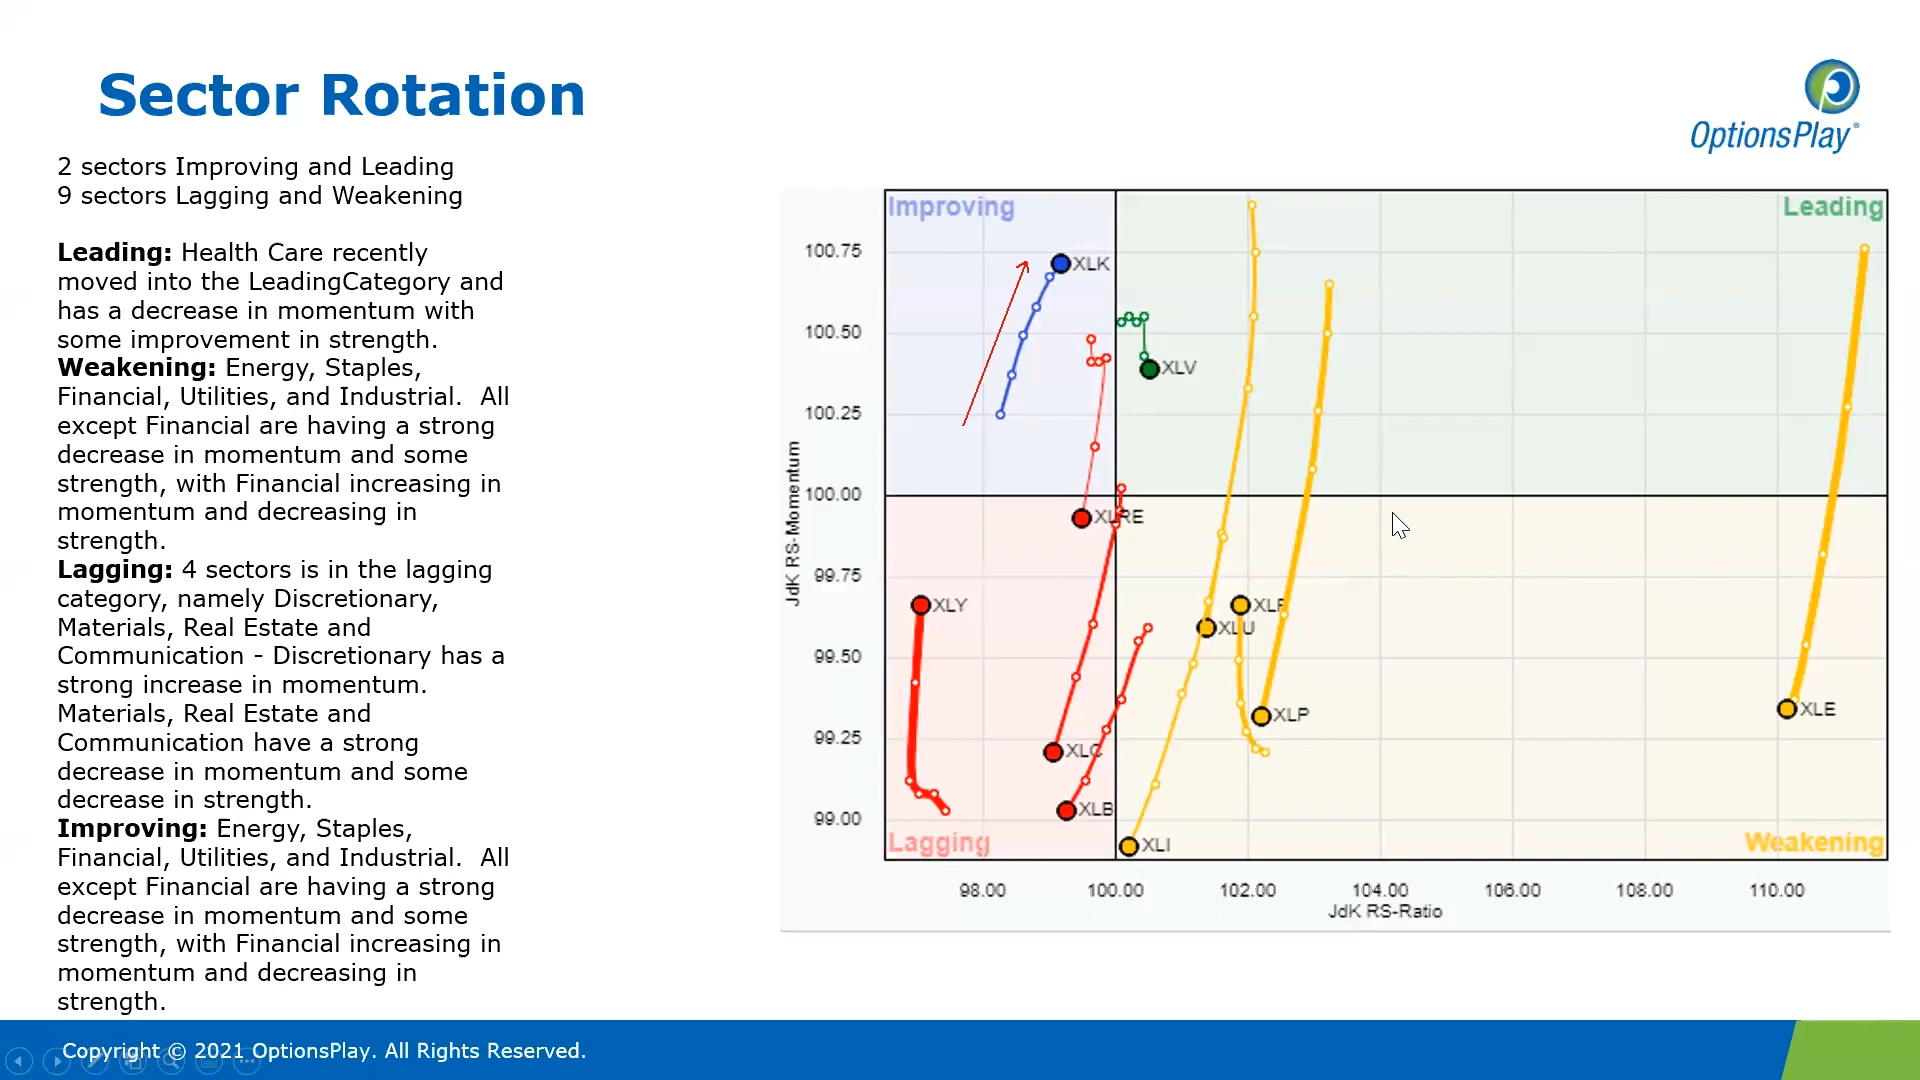 Sector Rotation
OptionsPlay
2 sectors Improving and Leading
9 sectors Lagging and Weakening
Leading: Health Care recently
moved into the LeadingCategory and
has a decrease in momentum with
some improvement in strength.
Weakening: Energy, Staples,
Financial, Utilities, and Industrial.  All
except Financial are having a strong
decrease in momentum and some
strength, with Financial increasing in
momentum and decreasing in
strength.
Lagging: 4 sectors is in the lagging
category, namely Discretionary,
Materials, Real Estate and
Communication - Discretionary has a
strong increase in momentum.
Materials, Real Estate and
Communication have a strong
decrease in momentum and some
decrease in strength.
Improving: Energy, Staples,
Financial, Utilities, and Industrial.  All
except Financial are having a strong
decrease in momentum and some
strength, with Financial increasing in
momentum and decreasing in
strength.
Improving
Leading
100.75
XLK
100.50
XLV
100.25
JdK RS-Momentum
100.00
XLRE
99.75
XLY
XLF
XLU
99.50
XLP
XLE
99.25
XLC
XLB
99.00
XLI
Lagging
Weakening
98.00
100.00
102.00
104.00
106.00
108.00
110.00
JdK RS-Ratio
Copyright © 2021 OptionsPlay. All Rights Reserved.